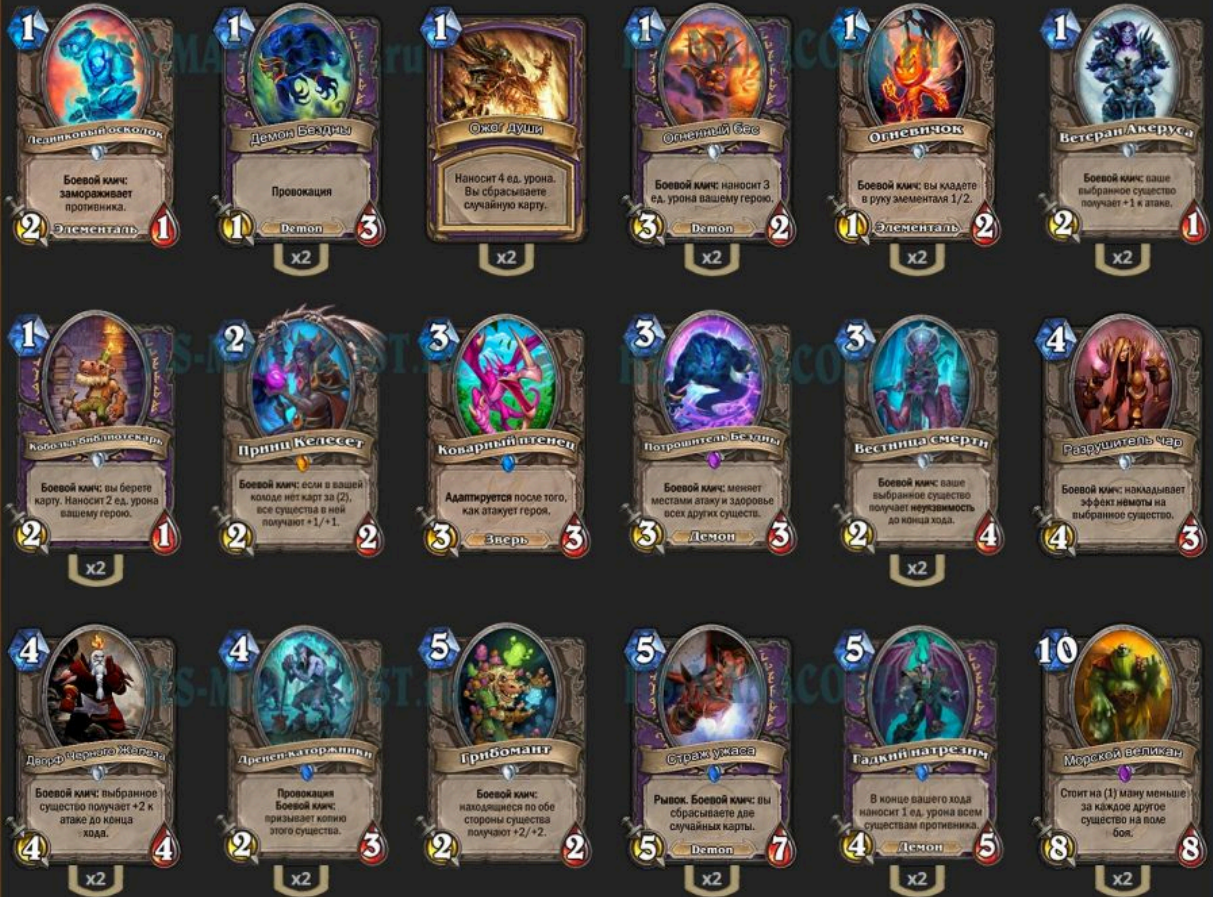 1
Ледниковый осколок
Боевой клич:
замораживает
противника.
2 Элементаль 1
1
Демон Бездны
Провокация
1 Demon 3
x2
1
Ожог души
Наносит 4 ед. урона.
Вы сбрасываете
случайную карту.
x2
1
Огненный бес
Боевой клич: наносит 3
ед. урона вашему герою.
3 Demon 2
x2
1
Огневичок
Боевой клич: вы кладете
в руку элементаля 1/2.
1 Элементаль 2
x2
1
Ветеран Акеруса
Боевой клич: ваше
выбранное существо
получает +1 к атаке.
2 1
x2
1
Кобольд-библиотекарь
Боевой клич: вы берете
карту. Наносит 2 ед. урона
вашему герою.
2 1
x2
2
Принц Келесет
Боевой клич: если в вашей
колоде нет карт за (2),
все существа в ней
получают +1/+1.
2 2
3
Коварный птенец
Адаптируется после того,
как атакует героя.
3 Зверь 3
3
Потрошитель Бездны
Боевой клич: меняет
местами атаку и здоровье
всех других существ.
3 Демон 3
3
Вестница смерти
Боевой клич: ваше
выбранное существо
получает неуязвимость
до конца хода.
2 4
x2
4
Разрушитель чар
Боевой клич: накладывает
эффект немоты на
выбранное существо.
4 3
4
Дворф Черного Железа
Боевой клич: выбранное
существо получает +2 к
атаке до конца
хода.
4 4
x2
4
Дренеи-каторжники
Провокация
Боевой клич:
призывает копию
этого существа.
2 3
x2
5
Грибомант
Боевой клич:
находящиеся по обе
стороны существа
получают +2/+2.
2 2
5
Страж ужаса
Рывок. Боевой клич: вы
сбрасываете две
случайных карты.
5 Demon 7
x2
5
Гадкий натрезим
В конце вашего хода
наносит 1 ед. урона всем
существам противника.
4 Демон 5
x2
10
Морской великан
Стоит на (1) ману меньше
за каждое другое
существо на поле
боя.
8 8
x2